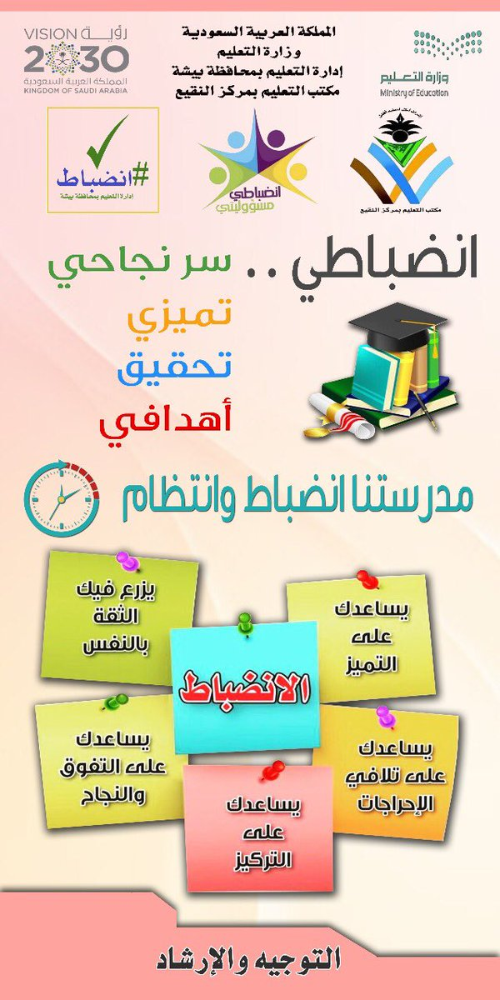 رؤيـــة VISION
2030
المملكة العربية السعودية
KINGDOM OF SAUDI ARABIA
المملكة العربية السعودية
وزارة التعليم
إدارة التعليم بمحافظة بيشة
مكتب التعليم بمركز النقيع
وزارة التعليم
Ministry of Education
#انضباط
إدارة التعليم بمحافظة بيشة
انضباطي
مسؤوليتي
مكتب التعليم بمركز النقيع
انضباطي .. سر نجاحي
تميزي
تحقيق
أهدافي
مدرستنا انضباط وانتظام
يساعدك
على
التميز
يزرع فيك
الثقة
بالنفس
الانضباط
يساعدك
على تلافي
الإحراجات
يساعدك
على التفوق
والنجاح
يساعدك
على
التركيز
التوجيه والإرشاد